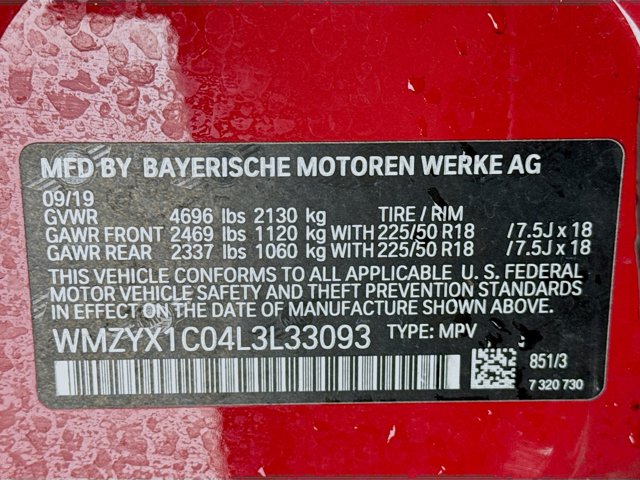 MFD BY BAYERISCHE MOTOREN WERKE AG
09/19
GVWR 4696 lbs 2130 kg TIRE / RIM
GAWR FRONT 2469 lbs 1120 kg WITH 225/50 R18 /7.5J x 18
GAWR REAR 2337 lbs 1060 kg WITH 225/50 R18 /7.5J x 18
THIS VEHICLE CONFORMS TO ALL APPLICABLE U. S. FEDERAL
MOTOR VEHICLE SAFETY AND THEFT PREVENTION STANDARDS
IN EFFECT ON THE DATE OF MANUFACTURE SHOWN ABOVE.
WMZYX1C04L3L33093 TYPE: MPV
851/3
7 320 730